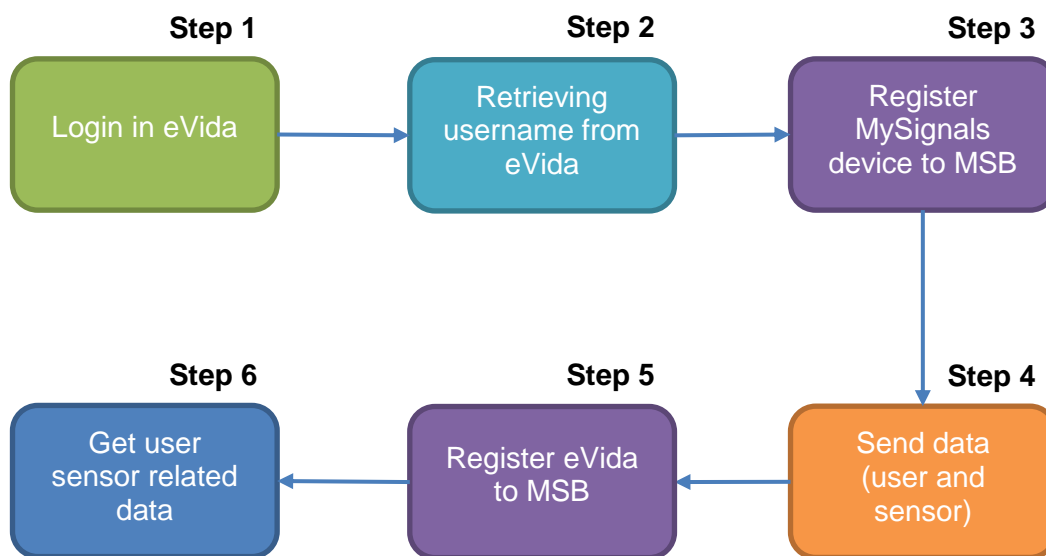 Step 1
Login in eVida
Step 2
Retrieving
username from
eVida
Step 3
Register
MySignals
device to MSB
Step 4
Send data
(user and
sensor)
Step 5
Register eVida
to MSB
Step 6
Get user
sensor related
data